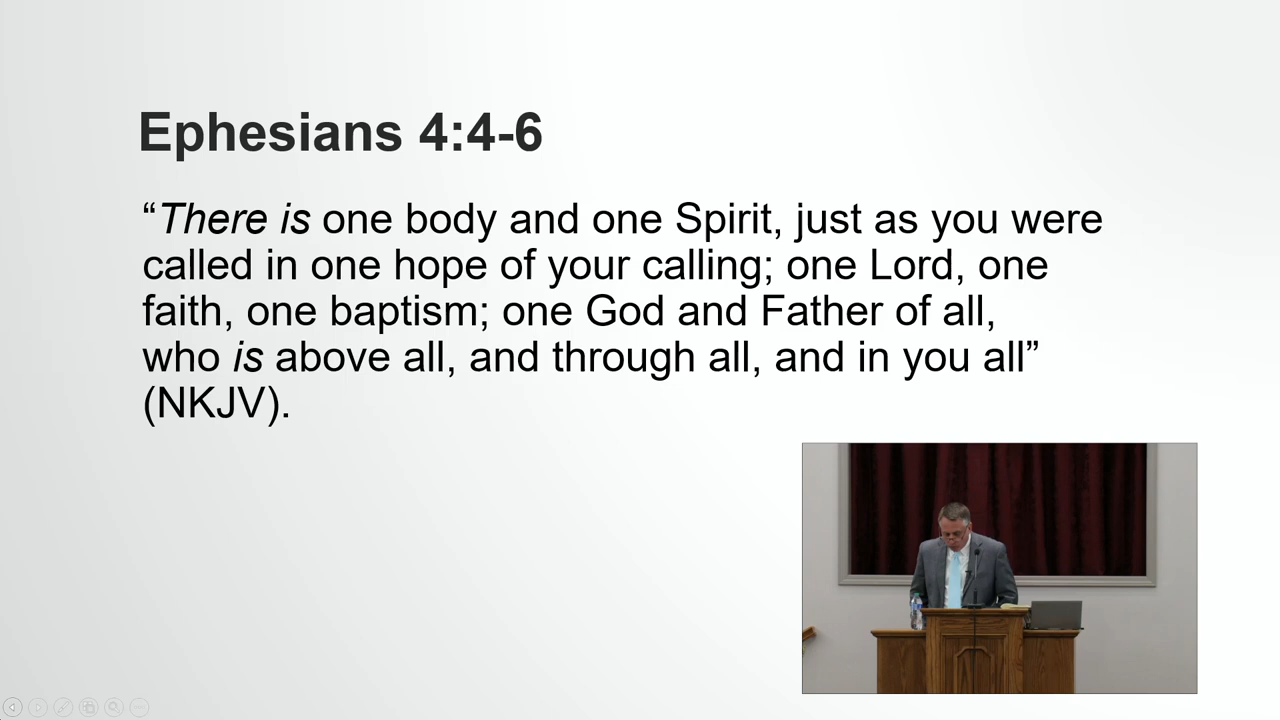 Ephesians 4:4-6
“There is one body and one Spirit, just as you were
called in one hope of your calling; one Lord, one
faith, one baptism; one God and Father of all,
who is above all, and through all, and in you all”
(NKJV).